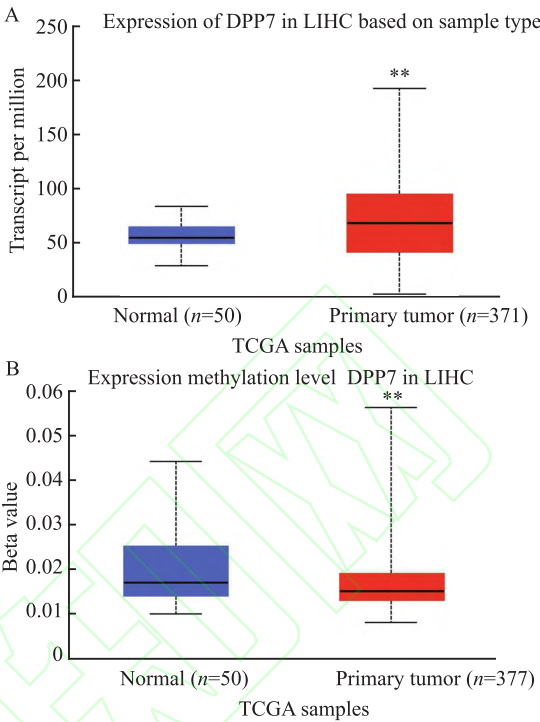 A
Expression of DPP7 in LIHC based on sample type
Transcript per million
250
200
150
100
50
0
**
Normal (n=50)
Primary tumor (n=371)
TCGA samples
B
Expression methylation level DPP7 in LIHC
Beta value
0.06
0.05
0.04
0.03
0.02
0.01
0
**
Normal (n=50)
Primary tumor (n=377)
TCGA samples